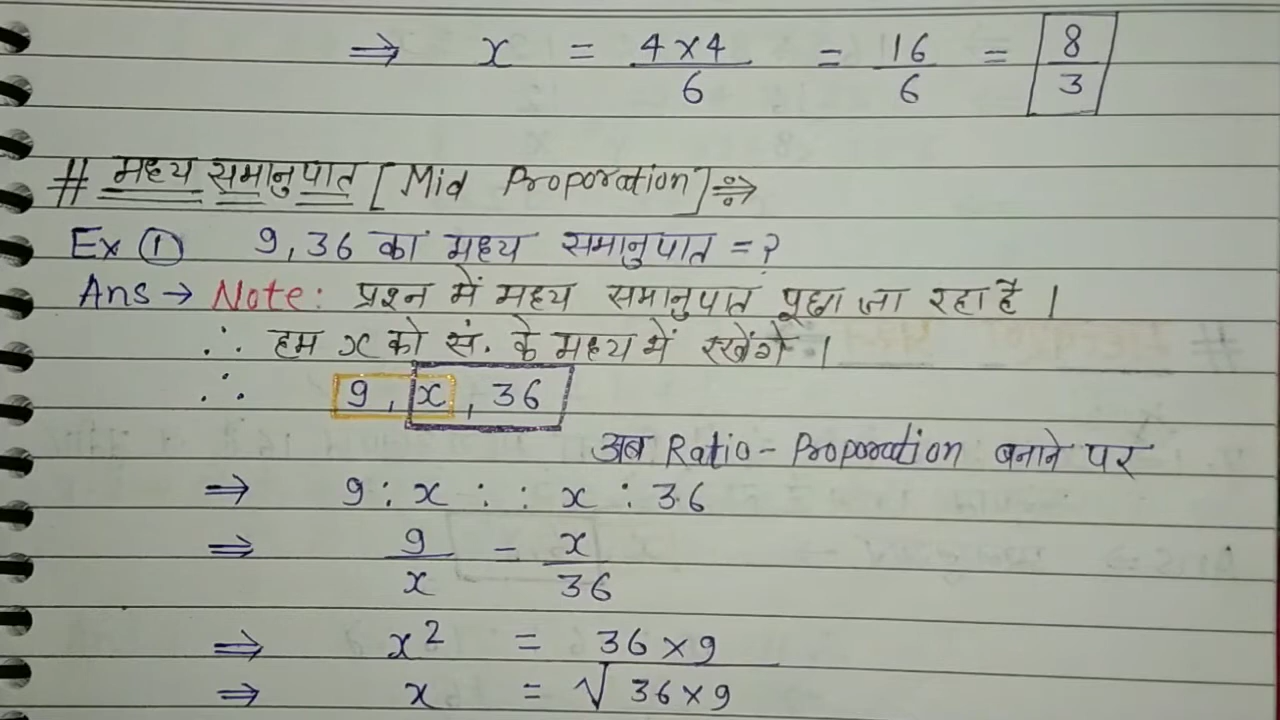 ⇒ x = 4×4/6 = 16/6 = 8/3
# मध्य समानुपात [Mid Proporation] ÷⇒
Ex ① 9,36 का मध्य समानुपात = ?
Ans → Note: प्रश्न में मध्य समानुपात पूछा जा रहा है ।
∴ हम x को सं. के मध्य में रखेंगे ।
∴ 9, x, 36
अब Ratio - Proporation बनाने पर
⇒ 9 : x : : x : 36
⇒ 9/x = x/36
⇒ x² = 36×9
⇒ x = √36×9